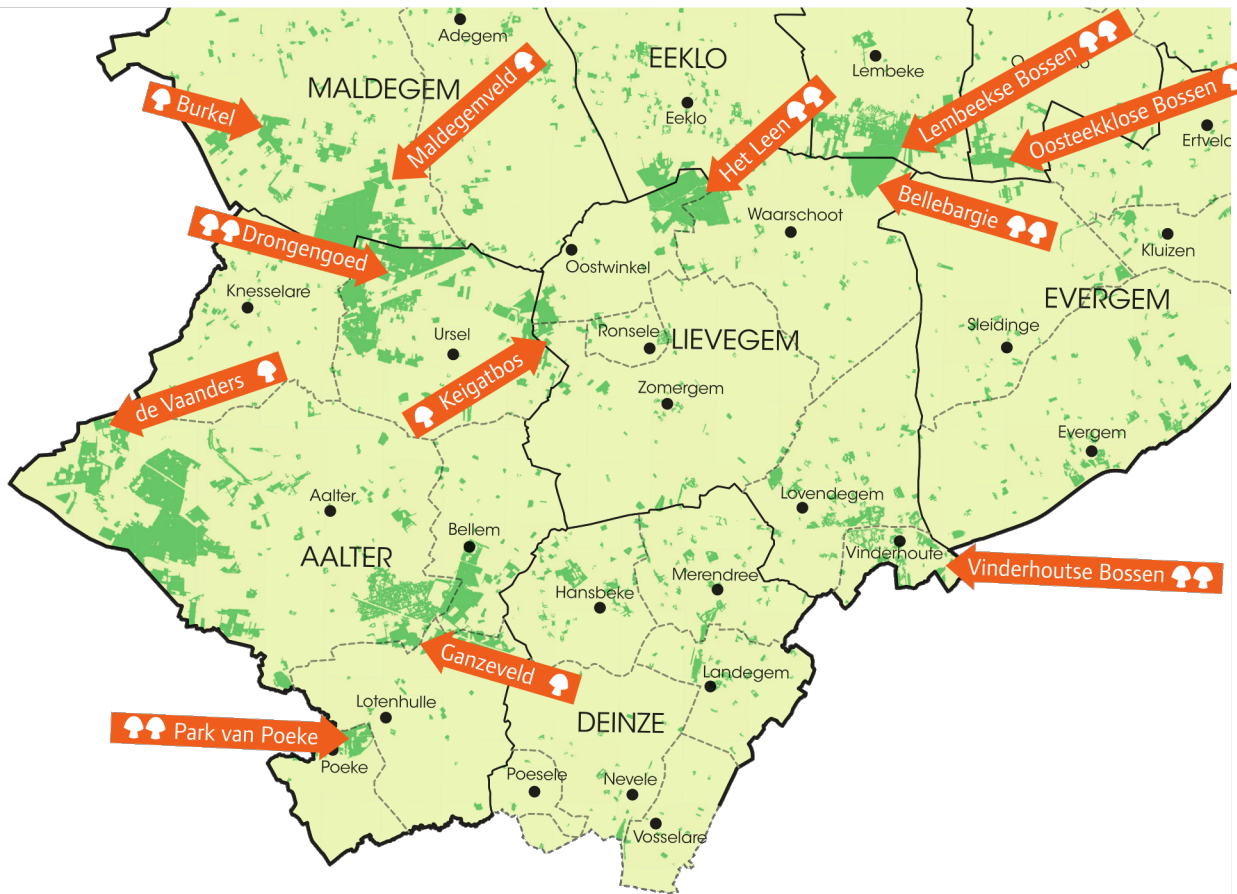 Adegem
EEKLO
Lembeke
Lembeekse Bossen
MALDEGEM
Maldegemveld
Burkel
Eeklo
Het Leen
Oosteekklose Bossen
Bellebargie
Waarschoot
Drongengoed
Oostwinkel
Kluizen
Knesselare
EVERGEM
Ursel
Ronsele
LIEVEGEM
Sleidinge
de Vaanders
Keigatbos
Zomergem
Evergem
Aalter
Lovendegem
Bellem
AALTER
Vinderhoute
Vinderhoutse Bossen
Merendree
Hansbeke
Ganzeveld
Landegem
Lotenhulle
DEINZE
Park van Poeke
Poeke
Poesele
Nevele
Vosselare